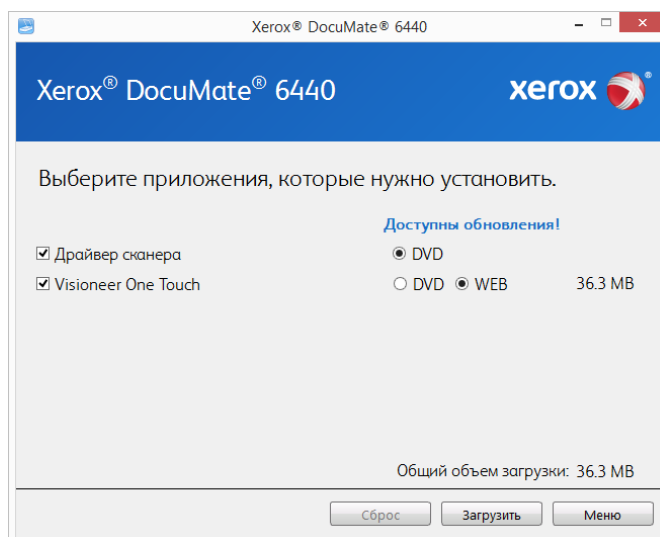 Xerox® DocuMate® 6440
Xerox® DocuMate® 6440
xerox®
Выберите приложения, которые нужно установить.
Доступны обновления!
Драйвер сканера DVD
Visioneer One Touch DVD WEB 36.3 MB
Общий объем загрузки: 36.3 MB
Сброс Загрузить Меню